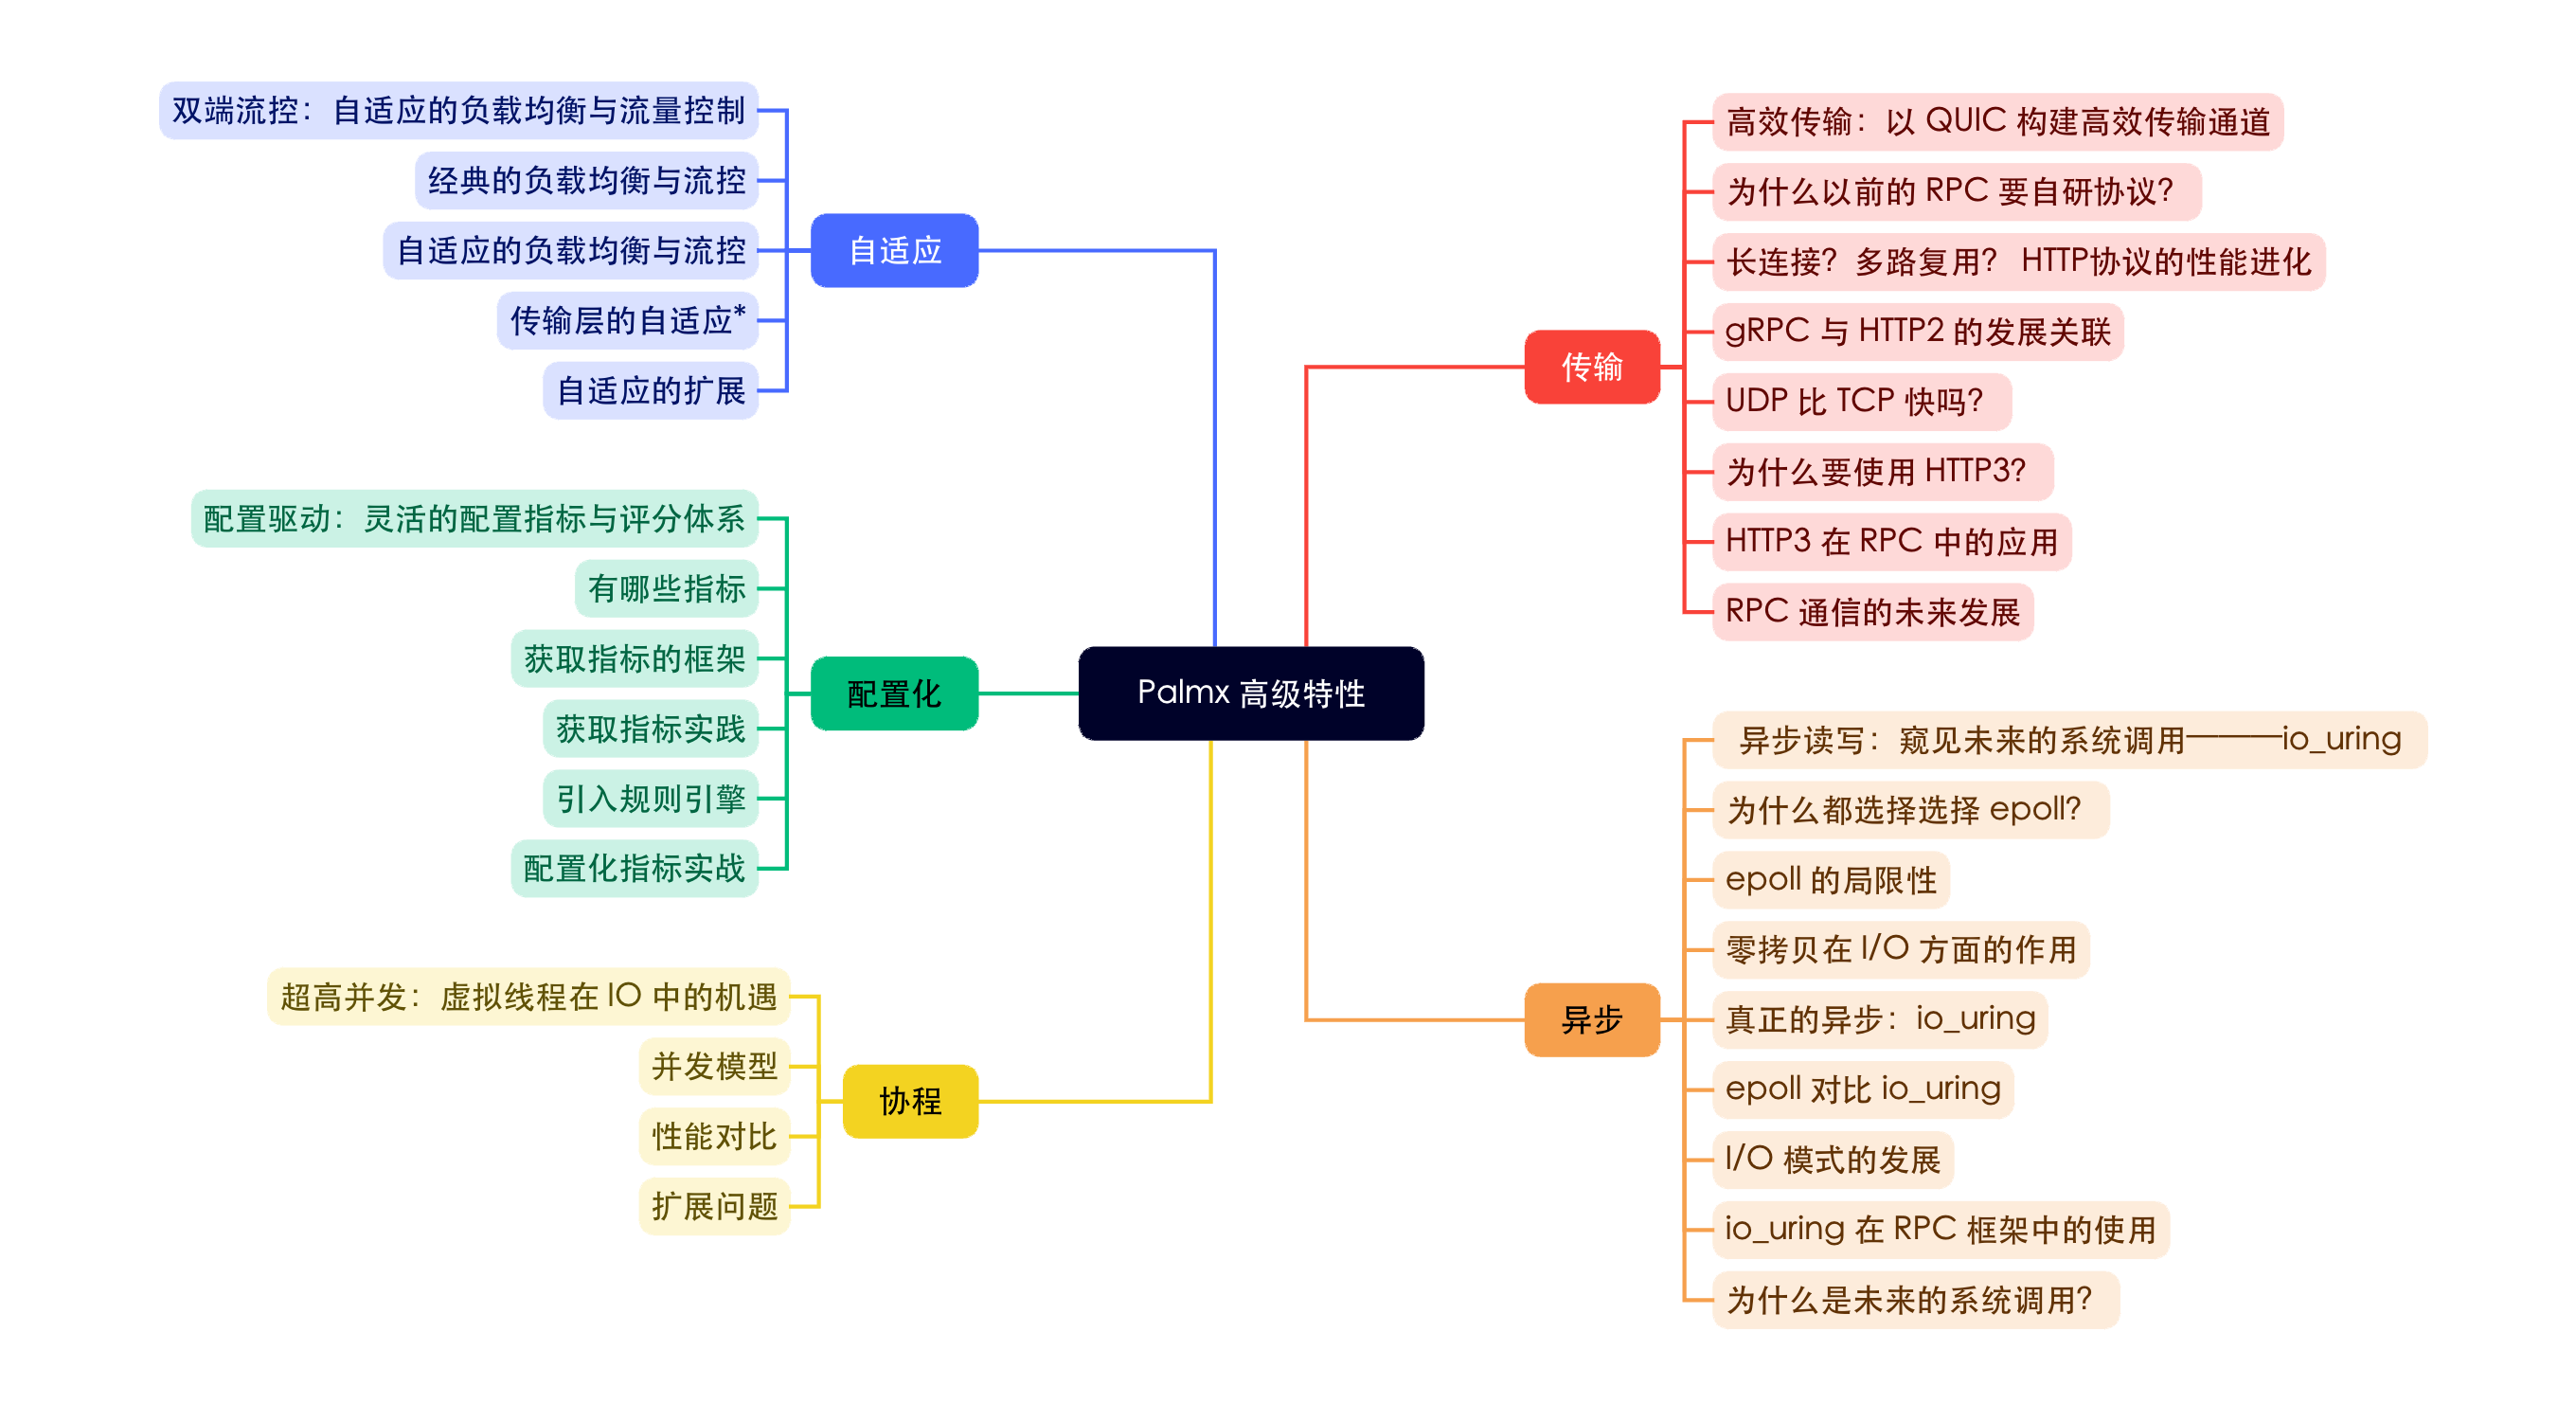 Palmx 高级特性
传输
高效传输：以 QUIC 构建高效传输通道
为什么以前的 RPC 要自研协议？
长连接？多路复用？ HTTP协议的性能进化
gRPC 与 HTTP2 的发展关联
UDP 比 TCP 快吗？
为什么要使用 HTTP3？
HTTP3 在 RPC 中的应用
RPC 通信的未来发展
异步
异步读写：窥见未来的系统调用————io_uring
为什么都选择选择 epoll？
epoll 的局限性
零拷贝在 I/O 方面的作用
真正的异步：io_uring
epoll 对比 io_uring
I/O 模式的发展
io_uring 在 RPC 框架中的使用
为什么是未来的系统调用？
自适应
双端流控：自适应的负载均衡与流量控制
经典的负载均衡与流控
自适应的负载均衡与流控
传输层的自适应*
自适应的扩展
配置化
配置驱动：灵活的配置指标与评分体系
有哪些指标
获取指标的框架
获取指标实践
引入规则引擎
配置化指标实战
协程
超高并发：虚拟线程在 IO 中的机遇
并发模型
性能对比
扩展问题